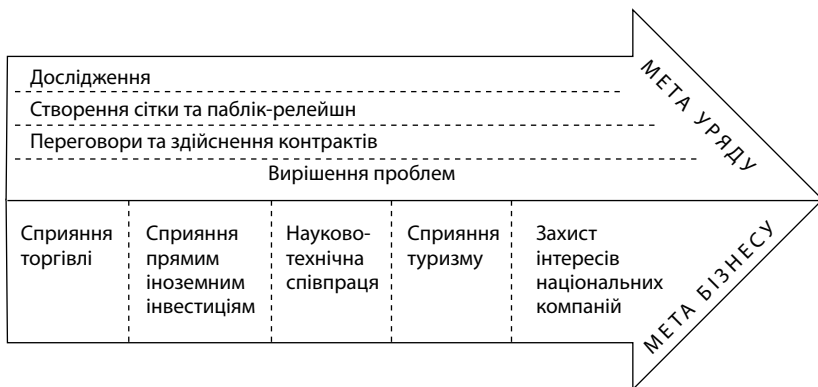 Дослідження
Створення сітки та паблік-релейшн
Переговори та здійснення контрактів
Вирішення проблем
МЕТА УРЯДУ
Сприяння
торгівлі
Сприяння
прямим
іноземним
інвестиціям
Науково-
технічна
співпраця
Сприяння
туризму
Захист
інтересів
національних
компаній
МЕТА БІЗНЕСУ